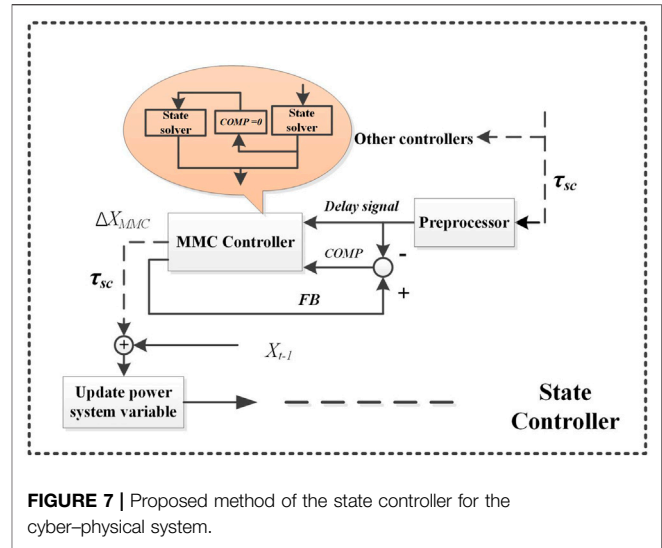 State
solver
COMP=0
State
solver
Other controllers
τsc
Delay signal
Preprocessor
ΔXMMC
MMC Controller
COMP
-
+
τsc
FB
+
Xt-1
Update power
system variable
State
Controller
FIGURE 7 | Proposed method of the state controller for the
cyber–physical system.